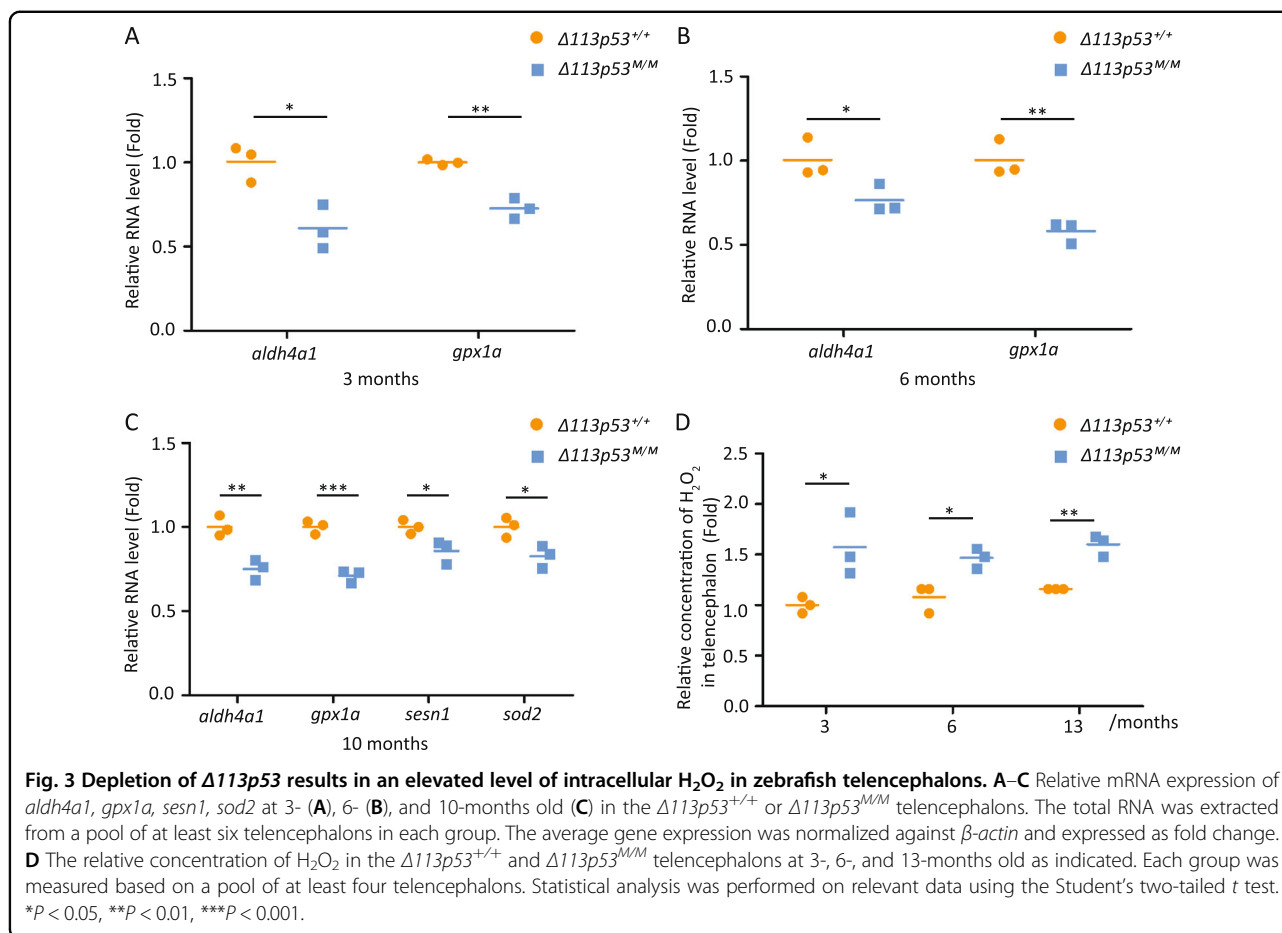 A
Δ113p53+/+
Δ113p53M/M
Relative RNA level (Fold)
1.5
1.0
0.5
0.0
* **
aldh4a1 gpx1a
3 months
B
Δ113p53+/+
Δ113p53M/M
Relative RNA level (Fold)
1.5
1.0
0.5
0.0
* **
aldh4a1 gpx1a
6 months
C
Δ113p53+/+
Δ113p53M/M
Relative RNA level (Fold)
1.5
1.0
0.5
0.0
** *** * *
aldh4a1 gpx1a sesn1 sod2
10 months
D
Δ113p53+/+
Δ113p53M/M
Relative concentration of H2O2
in telencephalon (Fold)
2.5
2.0
1.5
1.0
0.5
0.0
* * **
3 6 13 /months
Fig. 3 Depletion of Δ113p53 results in an elevated level of intracellular H2O2 in zebrafish telencephalons. A–C Relative mRNA expression of
aldh4a1, gpx1a, sesn1, sod2 at 3- (A), 6- (B), and 10-months old (C) in the Δ113p53+/+ or Δ113p53M/M telencephalons. The total RNA was extracted
from a pool of at least six telencephalons in each group. The average gene expression was normalized against β-actin and expressed as fold change.
D The relative concentration of H2O2 in the Δ113p53+/+ and Δ113p53M/M telencephalons at 3-, 6-, and 13-months old as indicated. Each group was
measured based on a pool of at least four telencephalons. Statistical analysis was performed on relevant data using the Student's two-tailed t test.
*P < 0.05, **P < 0.01, ***P < 0.001.